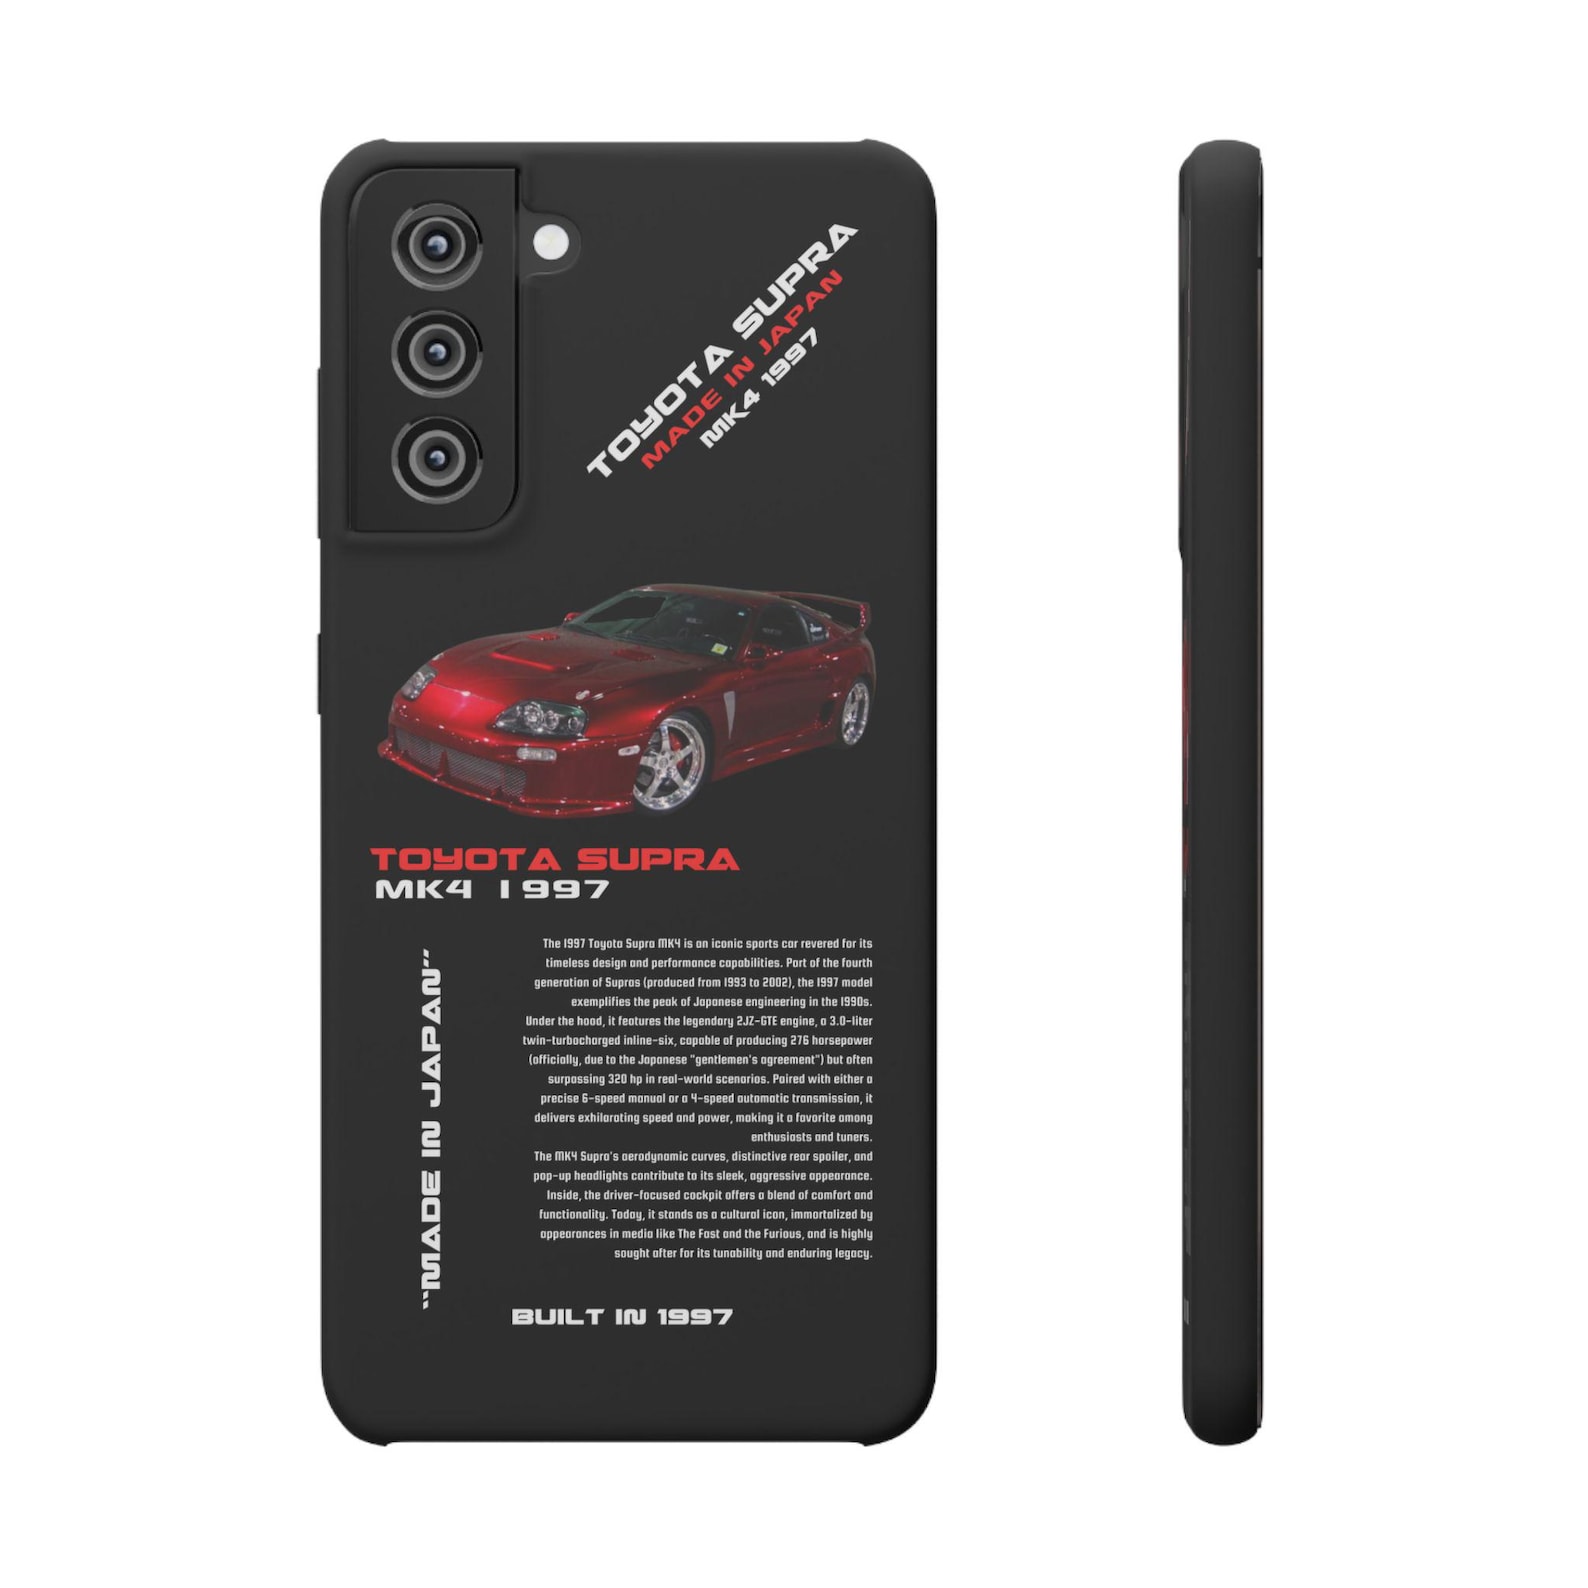 TOYOTA SUPRA
MADE IN JAPAN
MK4 1997
TOYOTA SUPRA
MK4 1997
"MADE IN JAPAN"
The 1997 Toyota Supra MK4 is an iconic sports car revered for its
timeless design and performance capabilities. Part of the fourth
generation of Supras (produced from 1993 to 2002), the 1997 model
exemplifies the peak of Japanese engineering in the 1990s.
Under the hood, it features the legendary 2JZ-GTE engine, a 3.0-liter
twin-turbocharged inline-six, capable of producing 276 horsepower
(officially, due to the Japanese "gentlemen's agreement") but often
surpassing 320 hp in real-world scenarios. Paired with either a
precise 6-speed manual or a 4-speed automatic transmission, it
delivers exhilarating speed and power, making it a favorite among
enthusiasts and tuners.
The MK4 Supra's aerodynamic curves, distinctive rear spoiler, and
pop-up headlights contribute to its sleek, aggressive appearance.
Inside, the driver-focused cockpit offers a blend of comfort and
functionality. Today, it stands as a cultural icon, immortalized by
appearances in media like The Fast and the Furious, and is highly
sought after for its tunability and enduring legacy.
BUILT IN 1997